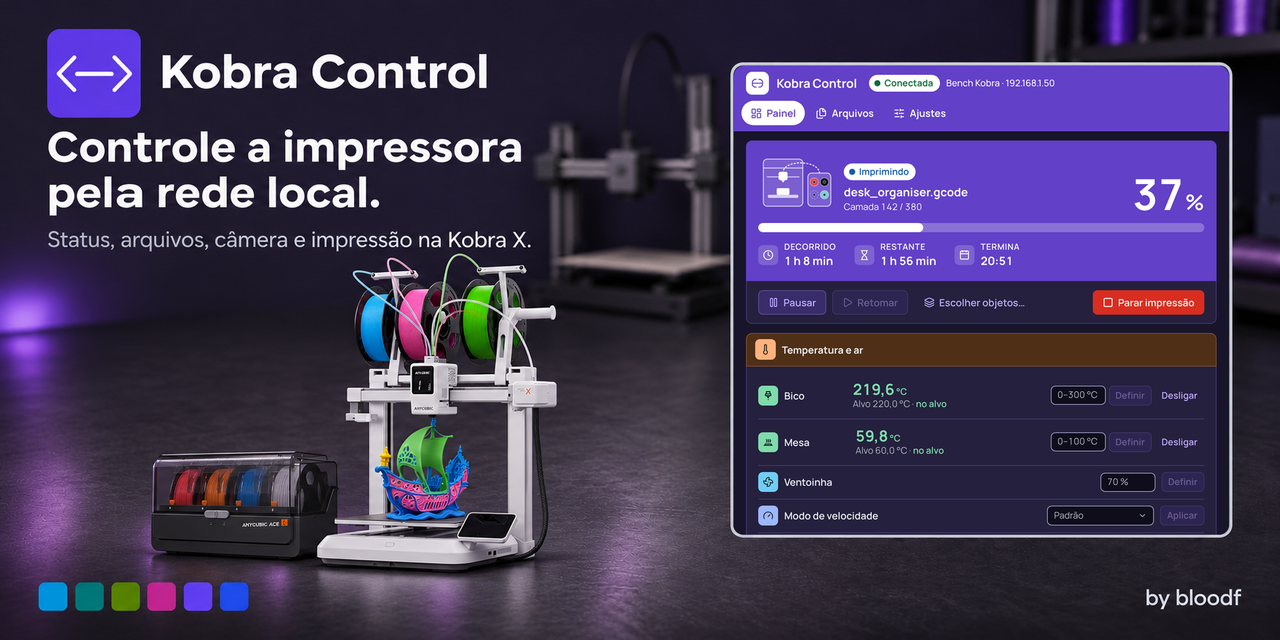 Kobra Control
Controle a impressora
pela rede local.
Status, arquivos, câmera e impressão na Kobra X.
ANYCUBIC
X
ANYCUBIC ACE
Kobra Control
Conectada
Bench Kobra · 192.168.1.50
Painel
Arquivos
Ajustes
Imprimindo
desk_organiser.gcode
Camada 142 / 380
37%
DECORRIDO
1 h 8 min
RESTANTE
1 h 56 min
TERMINA
20:51
Pausar
Retomar
Escolher objetos...
Parar impressão
Temperatura e ar
Bico
219,6 °C
Alvo 220,0 °C · no alvo
0–300 °C
Definir
Desligar
Mesa
59,8 °C
Alvo 60,0 °C · no alvo
0–100 °C
Definir
Desligar
Ventoinha
70 %
Definir
Modo de velocidade
Padrão
Aplicar
by bloodf